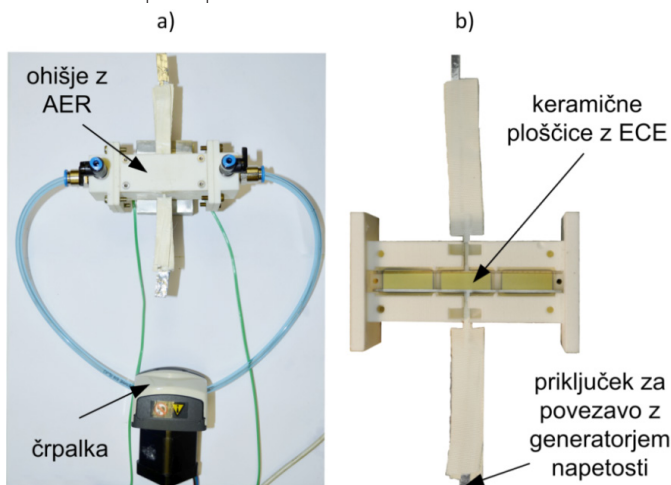 a)
b)
ohišje z
AER
keramične
ploščice z ECE
črpalka
priključek za
povezavo z
generatorjem
napetosti